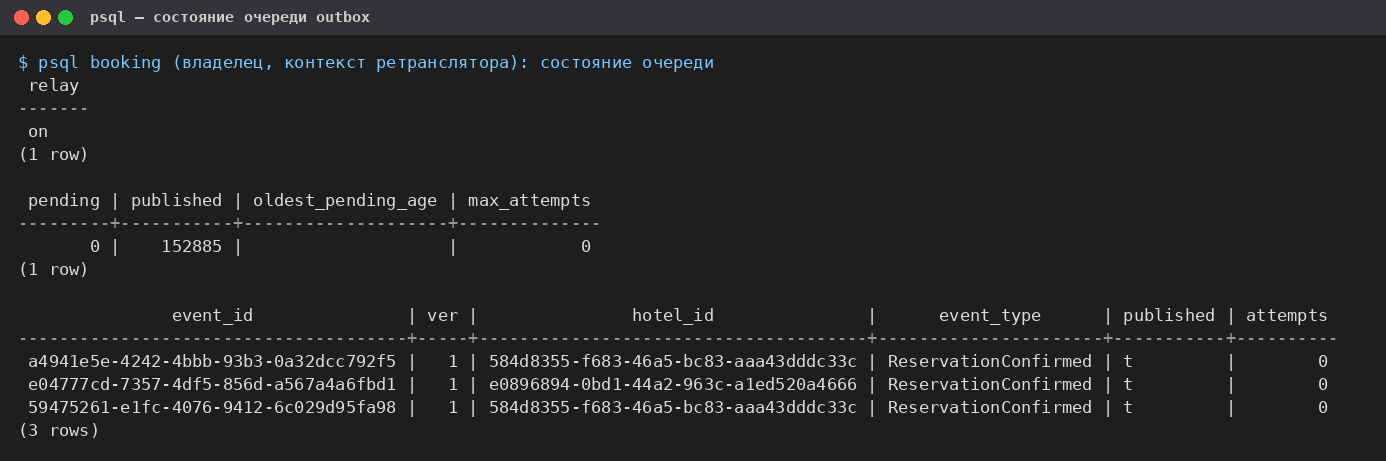 psql — состояние очереди outbox
$ psql booking (владелец, контекст ретранслятора): состояние очереди
 relay
-------
 on
(1 row)

 pending | published | oldest_pending_age | max_attempts
---------+-----------+--------------------+--------------
       0 |    152885 |                    |            0
(1 row)

               event_id               | ver |               hotel_id               |      event_type      | published | attempts
--------------------------------------+-----+--------------------------------------+----------------------+-----------+----------
 a4941e5e-4242-4bbb-93b3-0a32dcc792f5 |   1 | 584d8355-f683-46a5-bc83-aaa43dddc33c | ReservationConfirmed | t         |        0
 e04777cd-7357-4df5-856d-a567a4a6fbd1 |   1 | e0896894-0bd1-44a2-963c-a1ed520a4666 | ReservationConfirmed | t         |        0
 59475261-e1fc-4076-9412-6c029d95fa98 |   1 | 584d8355-f683-46a5-bc83-aaa43dddc33c | ReservationConfirmed | t         |        0
(3 rows)